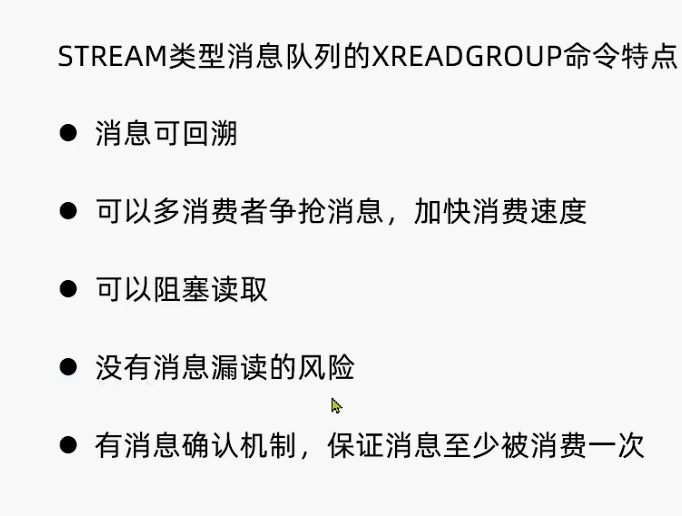 STREAM类型消息队列的XREADGROUP命令特点
● 消息可回溯
● 可以多消费者争抢消息，加快消费速度
● 可以阻塞读取
● 没有消息漏读的风险
● 有消息确认机制，保证消息至少被消费一次